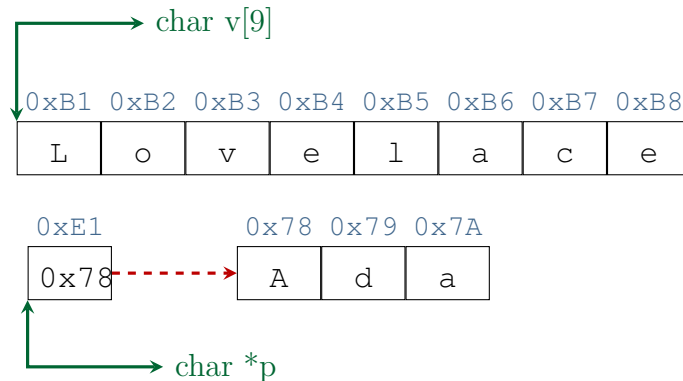 char v[9]
0xB1 0xB2 0xB3 0xB4 0xB5 0xB6 0xB7 0xB8
L o v e l a c e
0xE1 0x78 0x79 0x7A
0x78 A d a
char *p